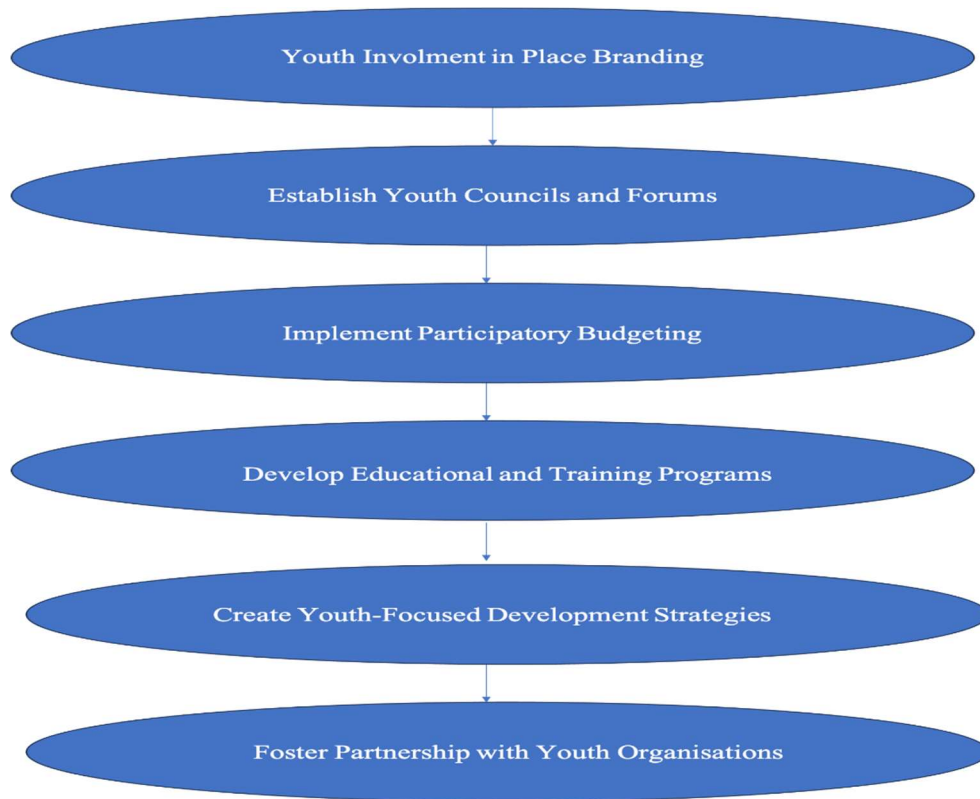 Youth Involment in Place Branding
Establish Youth Councils and Forums
Implement Participatory Budgeting
Develop Educational and Training Programs
Create Youth-Focused Development Strategies
Foster Partnership with Youth Organisations